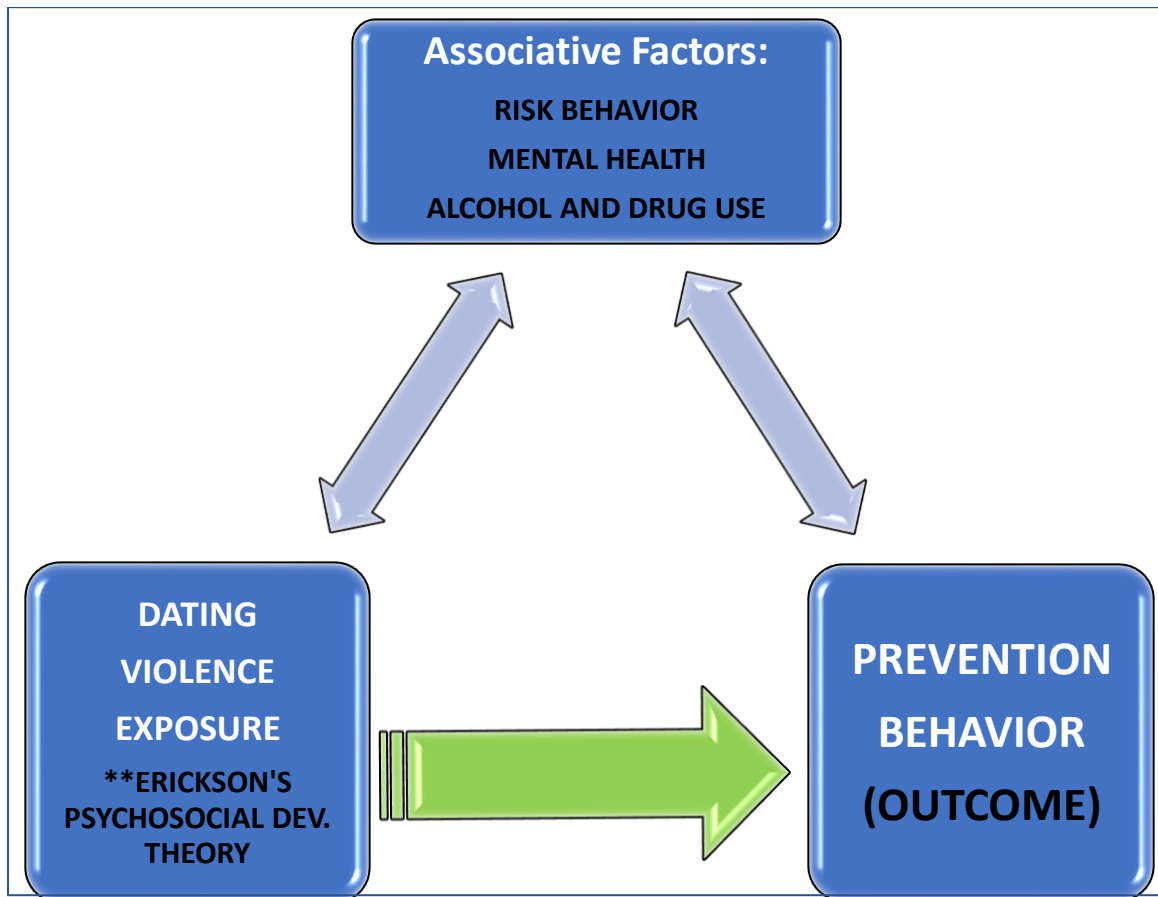 Associative Factors:
RISK BEHAVIOR
MENTAL HEALTH
ALCOHOL AND DRUG USE
DATING
VIOLENCE
EXPOSURE
**ERICKSON'S
PSYCHOSOCIAL DEV.
THEORY
PREVENTION
BEHAVIOR
(OUTCOME)